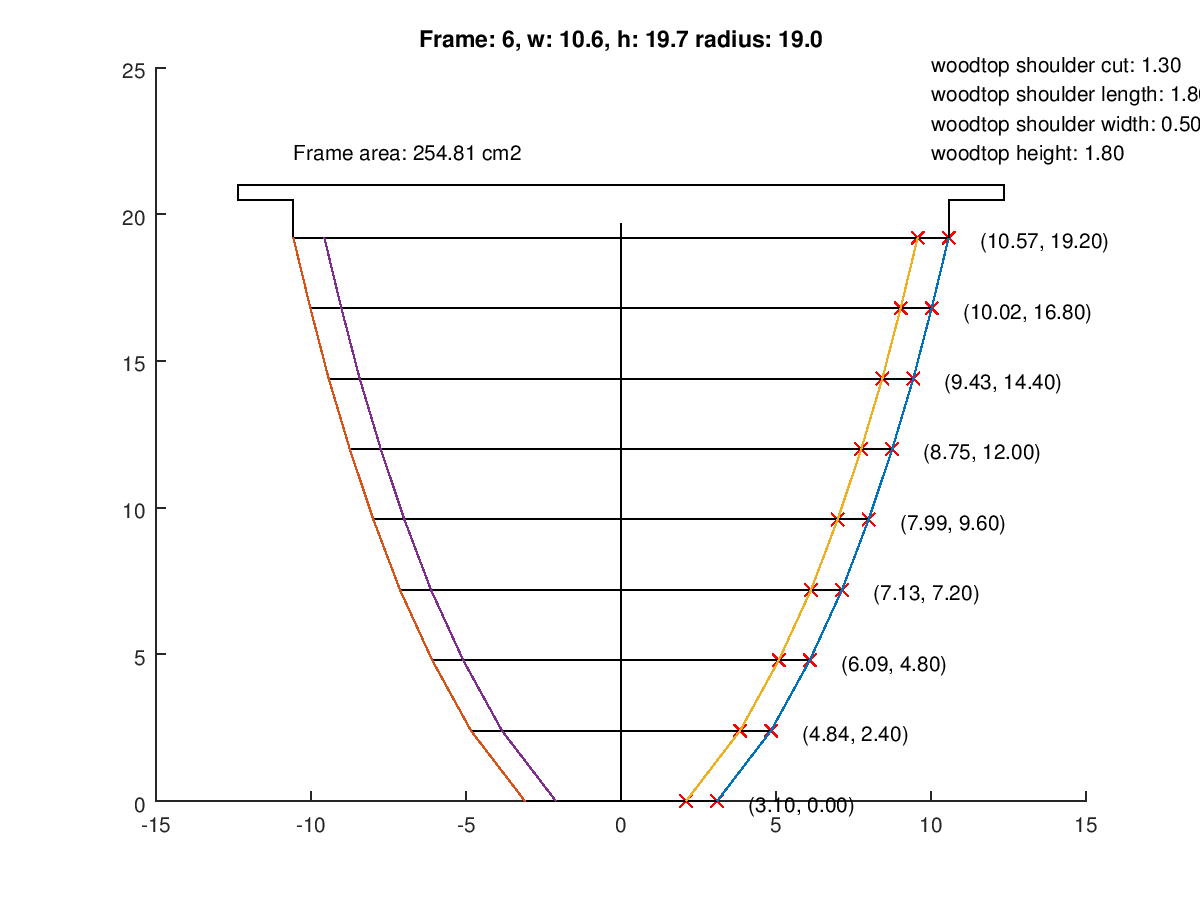 Frame: 6, w: 10.6, h: 19.7 radius: 19.0
woodtop shoulder cut: 1.30
woodtop shoulder length: 1.8
woodtop shoulder width: 0.50
woodtop height: 1.80
Frame area: 254.81 cm2
25
20
15
10
5
0
(10.57, 19.20)
(10.02, 16.80)
(9.43, 14.40)
(8.75, 12.00)
(7.99, 9.60)
(7.13, 7.20)
(6.09, 4.80)
(4.84, 2.40)
(3.10, 0.00)
-15 -10 -5 0 5 10 15